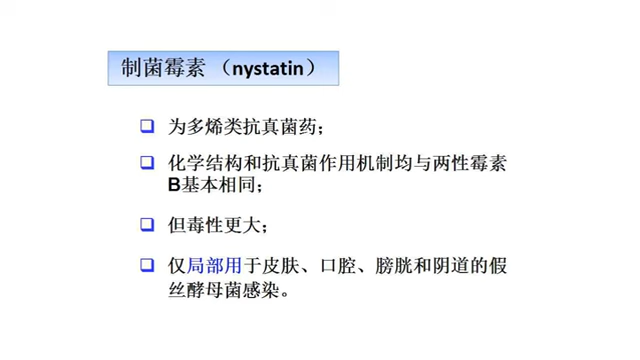 制菌霉素 （nystatin）
为多烯类抗真菌药；
化学结构和抗真菌作用机制均与两性霉素
B基本相同；
但毒性更大；
仅局部用于皮肤、口腔、膀胱和阴道的假
丝酵母菌感染。